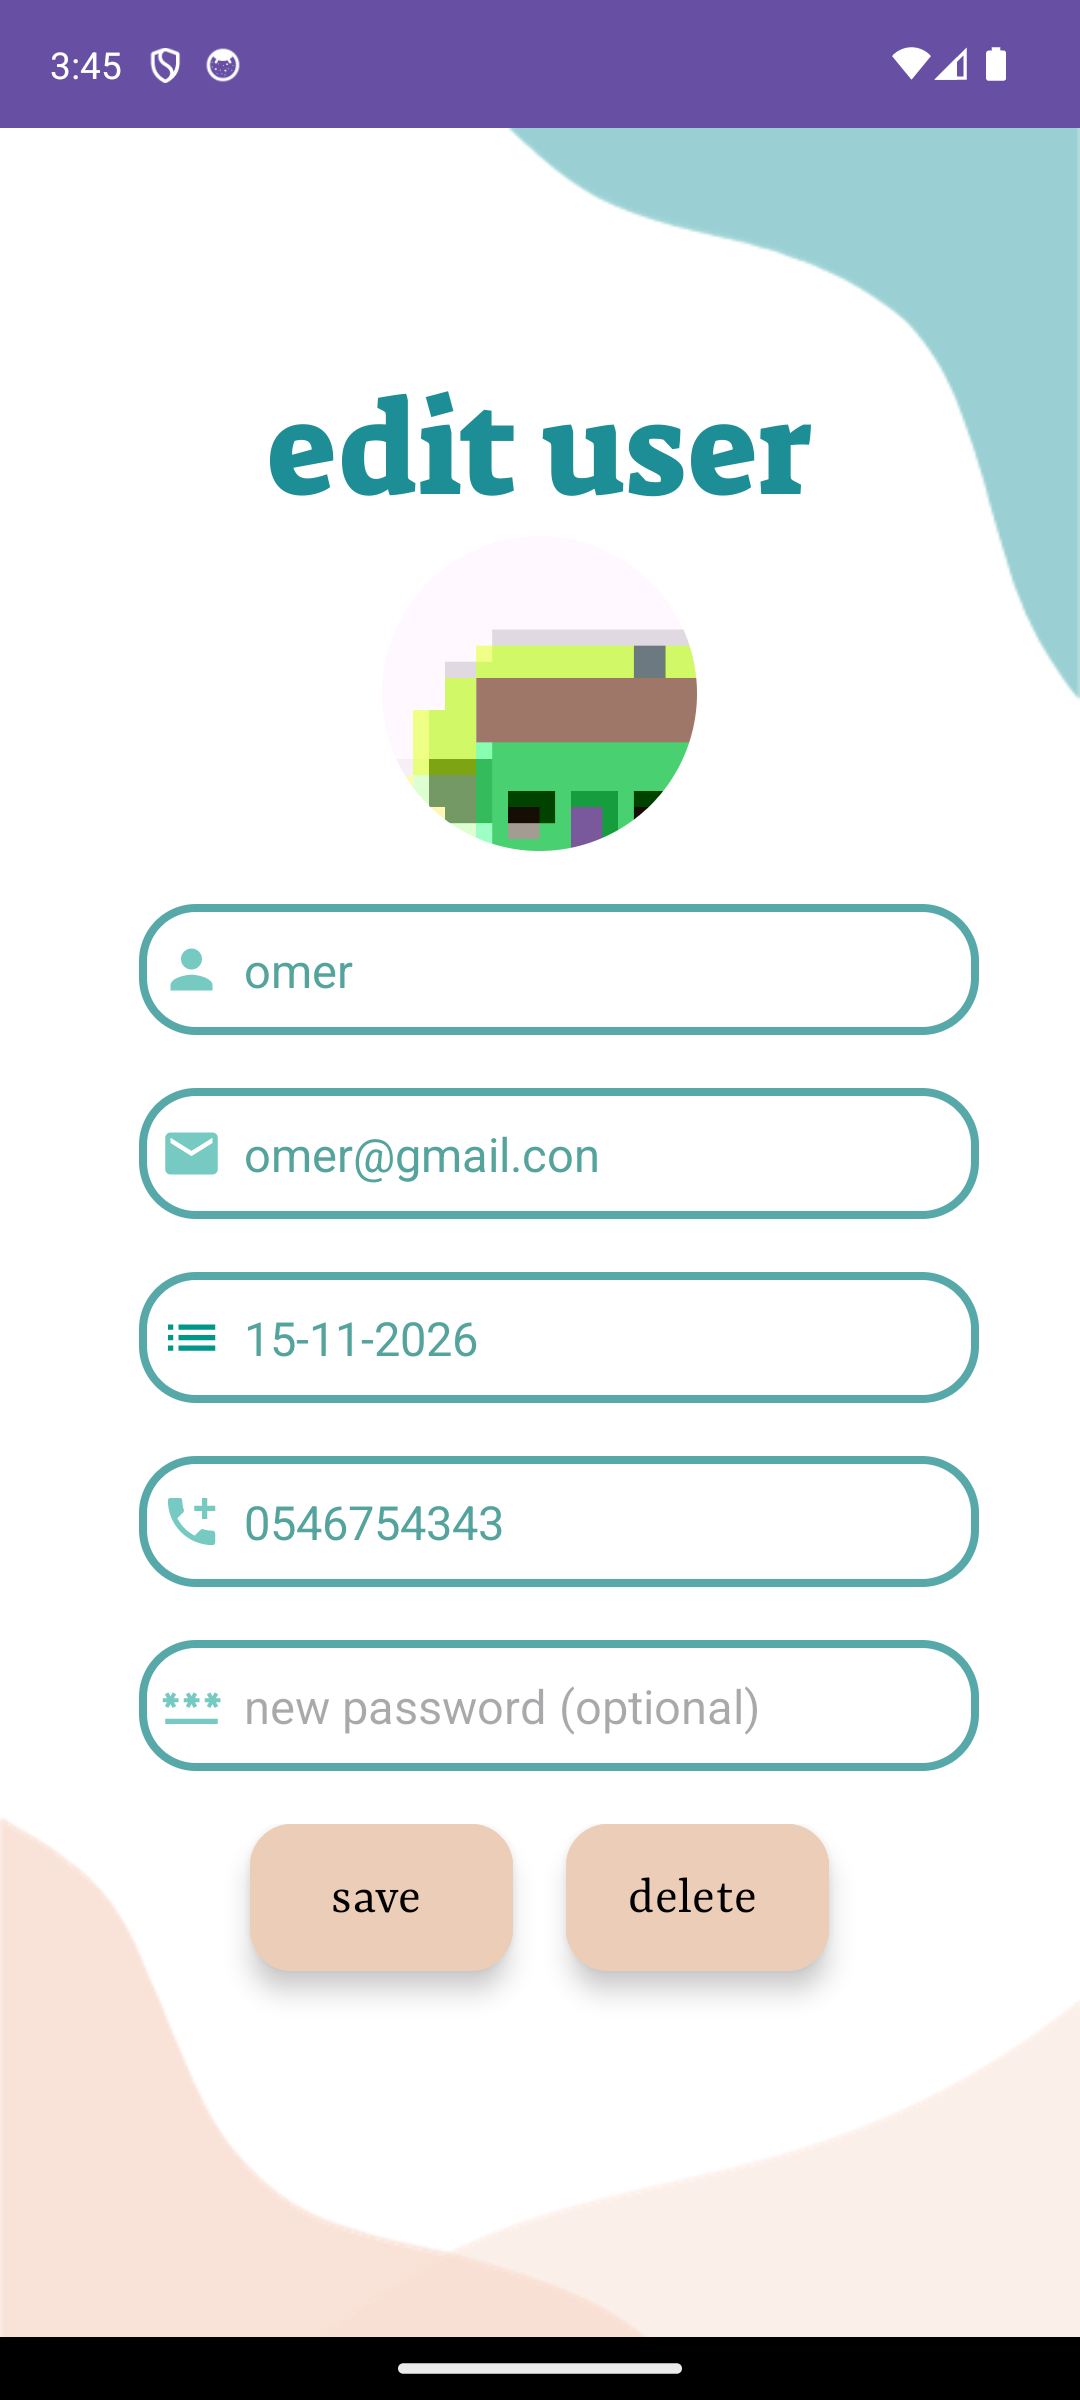 3:45
edit user
omer
omer@gmail.con
15-11-2026
0546754343
new password (optional)
save
delete